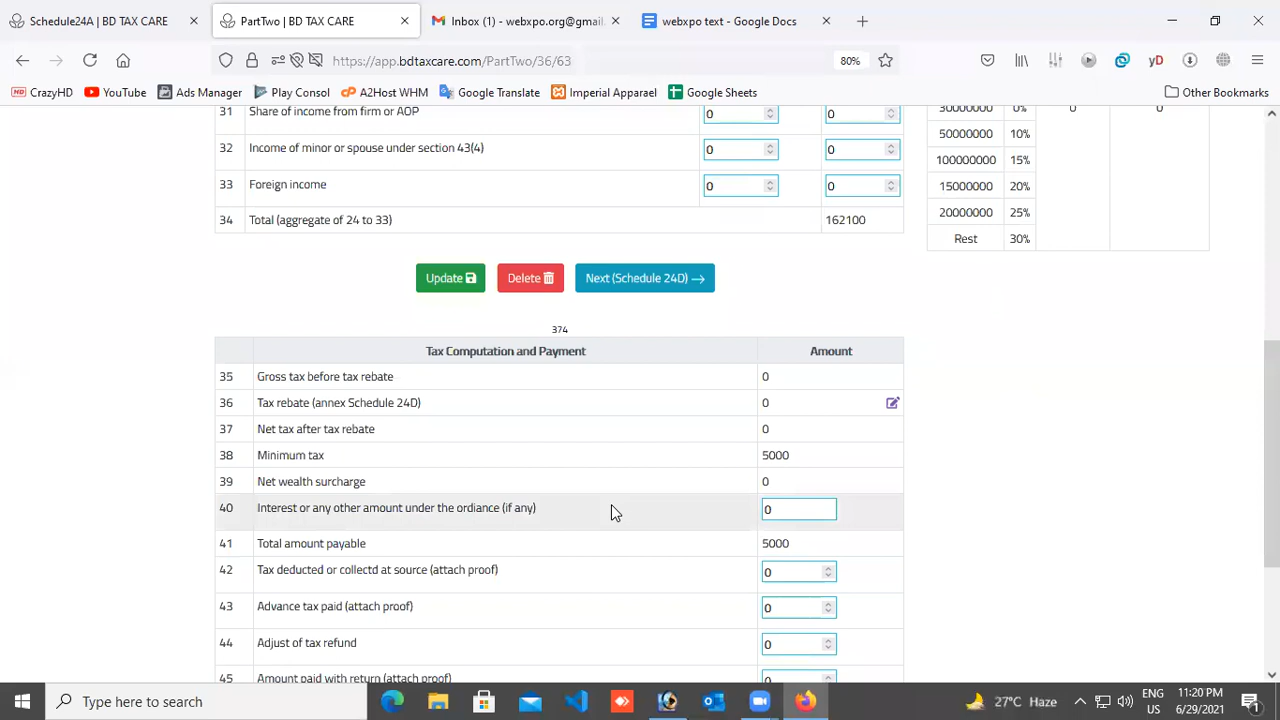 Schedule24A | BD TAX CARE
PartTwo | BD TAX CARE
Inbox (1) - webxpo.org@gmail.
webxpo text - Google Docs
https://app.bdtaxcare.com/PartTwo/36/63
80%
yD
CrazyHD
YouTube
Ads Manager
Play Consol
A2Host WHM
Google Translate
Imperial Apparael
Google Sheets
Other Bookmarks
31 Share of income from firm or AOP 0 0
32 Income of minor or spouse under section 43(4) 0 0
33 Foreign income 0 0
34 Total (aggregate of 24 to 33) 162100
30000000 0% 0 0
50000000 10%
100000000 15%
15000000 20%
20000000 25%
Rest 30%
Update
Delete
Next (Schedule 24D) →
374
Tax Computation and Payment Amount
35 Gross tax before tax rebate 0
36 Tax rebate (annex Schedule 24D) 0
37 Net tax after tax rebate 0
38 Minimum tax 5000
39 Net wealth surcharge 0
40 Interest or any other amount under the ordiance (if any) 0
41 Total amount payable 5000
42 Tax deducted or collectd at source (attach proof) 0
43 Advance tax paid (attach proof) 0
44 Adjust of tax refund 0
45 Amount paid with return (attach proof) 0
Type here to search
27°C Haze
ENG
US
11:20 PM
6/29/2021
1